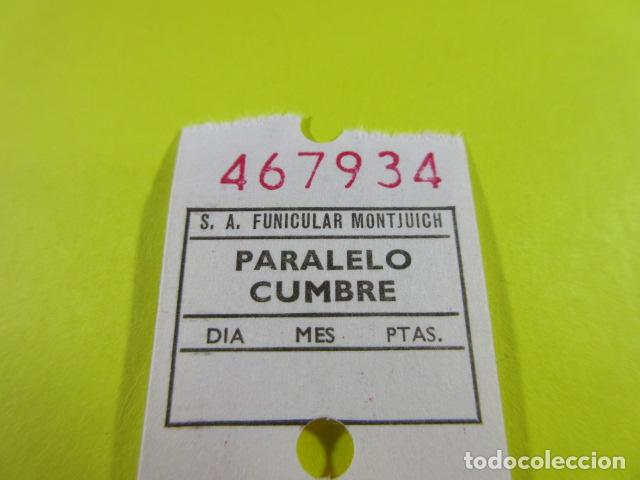 467934
S. A. FUNICULAR MONTJUICH
PARALELO
CUMBRE
DIA MES PTAS.
todocoleccion